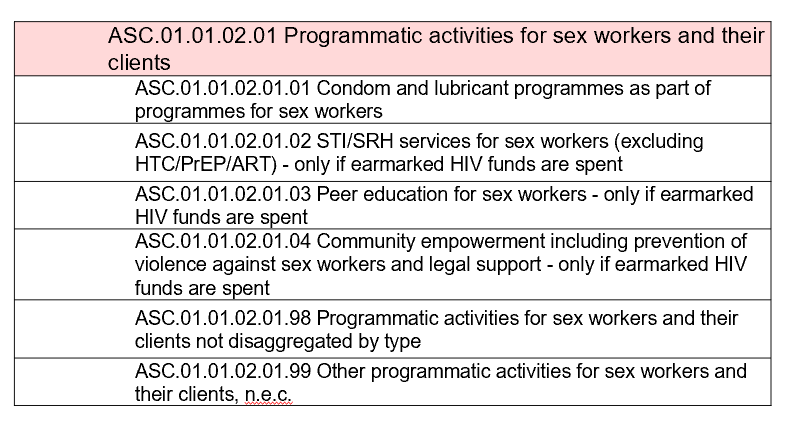 ASC.01.01.02.01 Programmatic activities for sex workers and their
clients
ASC.01.01.02.01.01 Condom and lubricant programmes as part of
programmes for sex workers
ASC.01.01.02.01.02 STI/SRH services for sex workers (excluding
HTC/PrEP/ART) - only if earmarked HIV funds are spent
ASC.01.01.02.01.03 Peer education for sex workers - only if earmarked
HIV funds are spent
ASC.01.01.02.01.04 Community empowerment including prevention of
violence against sex workers and legal support - only if earmarked HIV
funds are spent
ASC.01.01.02.01.98 Programmatic activities for sex workers and their
clients not disaggregated by type
ASC.01.01.02.01.99 Other programmatic activities for sex workers and
their clients, n.e.c.